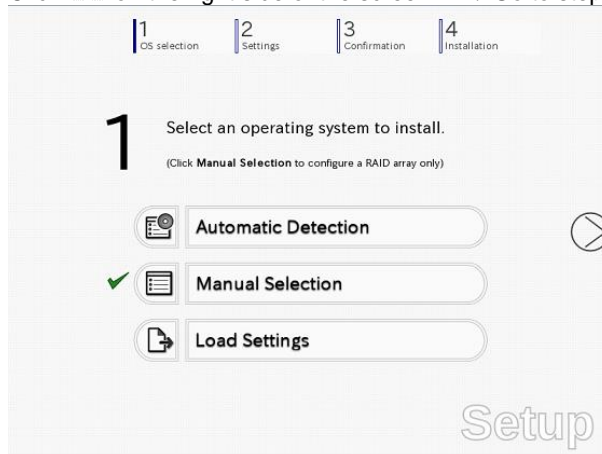 1 2 3 4
OS selection Settings Confirmation Installation
1 Select an operating system to install.
(Click Manual Selection to configure a RAID array only)
Automatic Detection
Manual Selection
Load Settings
Setup